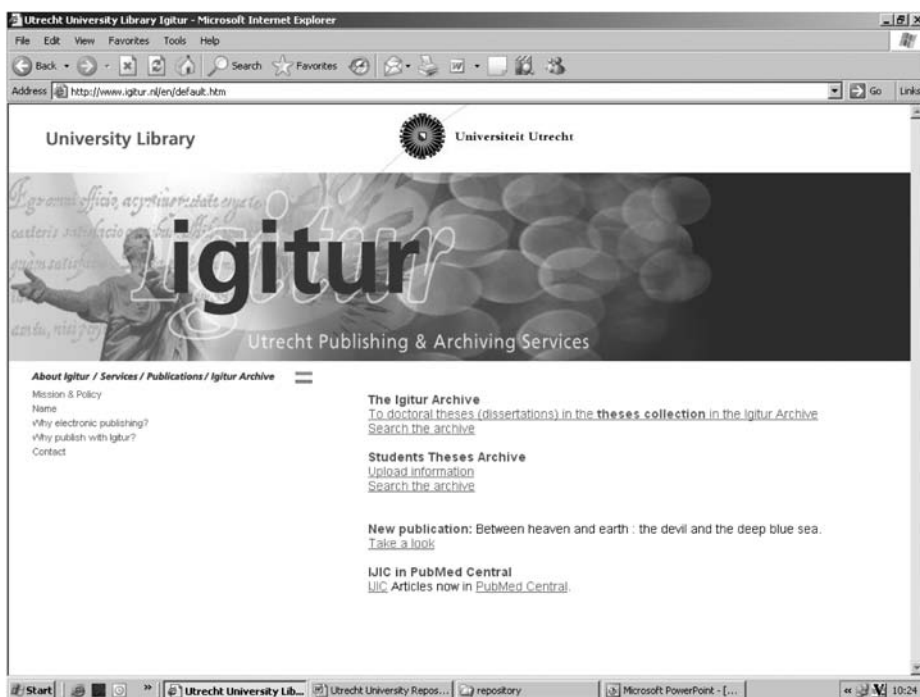 Utrecht University Library Igitur - Microsoft Internet Explorer
File Edit View Favorites Tools Help
Back Search Favorites
Address http://www.igitur.nl/en/default.htm Go Links
University Library
Universiteit Utrecht
igitur
Utrecht Publishing & Archiving Services
About Igitur / Services / Publications / Igitur Archive
Mission & Policy
Name
Why electronic publishing?
Why publish with Igitur?
Contact
The Igitur Archive
To doctoral theses (dissertations) in the theses collection in the Igitur Archive
Search the archive
Students Theses Archive
Upload information
Search the archive
New publication: Between heaven and earth : the devil and the deep blue sea.
Take a look
IJIC in PubMed Central
IJIC Articles now in PubMed Central.
Start » Utrecht University Lib... Utrecht University Repos... repository Microsoft PowerPoint - [... « 10:24